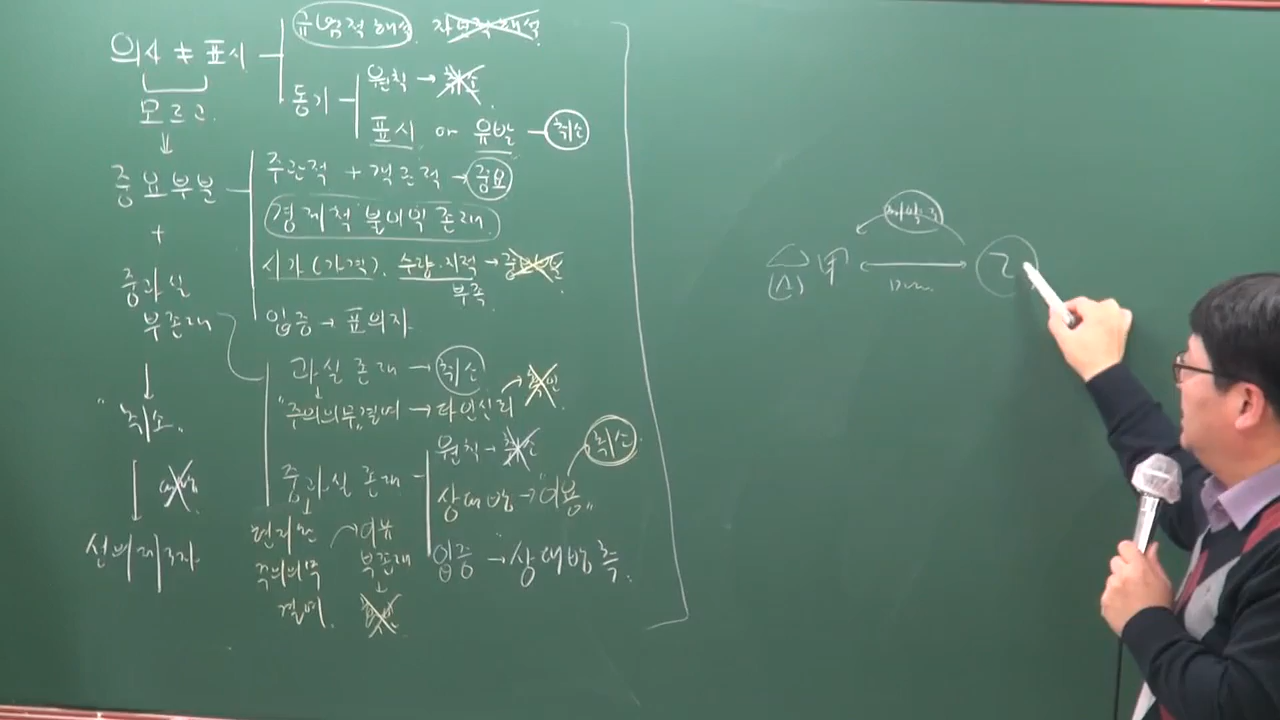 의사 ≠ 표시
모르고
중요부분
+
중과실
부존재
"취소"
선의 제3자
규범적 해석 자연적 해석
동기
원칙 → 취소
표시 or 유발 취소
주관적 + 객관적 → 중요
경제적 불이익 존재
시가(가격). 수량. 지적 → 중요
부족
입증 → 표의자
과실 존재 → 취소
"주의의무" 결여 → 타인신뢰
중과실 존재
원칙 → 취소
상대방 → "이용" 취소
입증 → 상대방 측.
현저한
주의의무
결여
이유
부존재
(A) 甲 乙